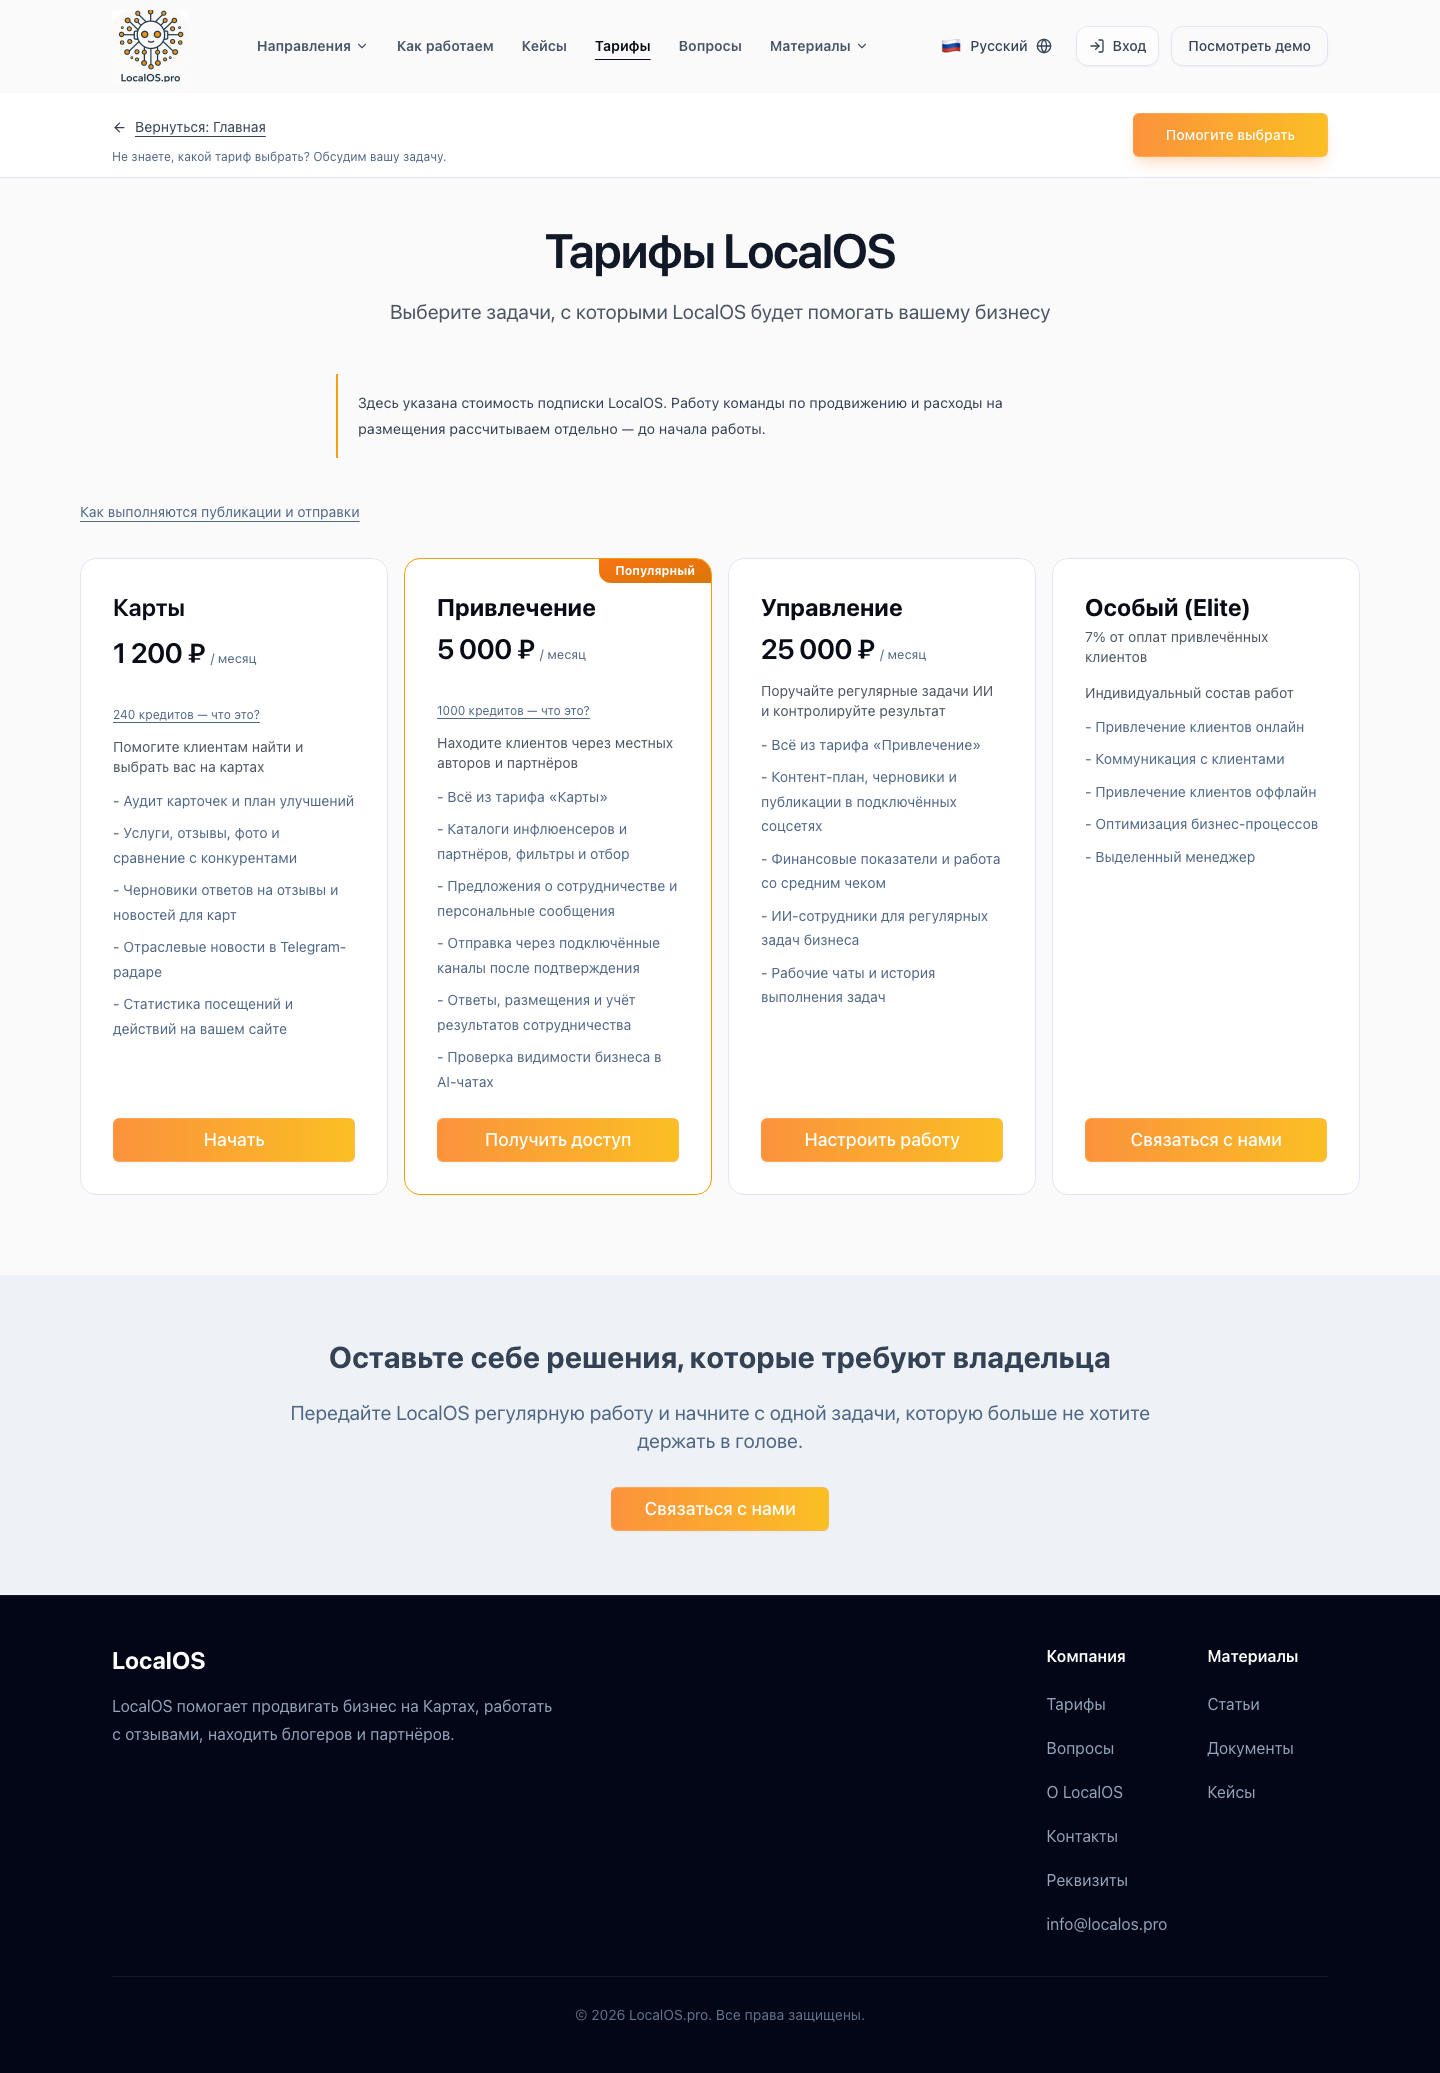 LocalOS.pro
Направления
Как работаем
Кейсы
Тарифы
Вопросы
Материалы
Русский
Вход
Посмотреть демо
Вернуться: Главная
Не знаете, какой тариф выбрать? Обсудим вашу задачу.
Помогите выбрать
Тарифы LocalOS
Выберите задачи, с которыми LocalOS будет помогать вашему бизнесу
Здесь указана стоимость подписки LocalOS. Работу команды по продвижению и расходы на
размещения рассчитываем отдельно — до начала работы.
Как выполняются публикации и отправки
Карты
1 200 ₽ / месяц
240 кредитов — что это?
Помогите клиентам найти и
выбрать вас на картах
- Аудит карточек и план улучшений
- Услуги, отзывы, фото и
сравнение с конкурентами
- Черновики ответов на отзывы и
новостей для карт
- Отраслевые новости в Telegram-
радаре
- Статистика посещений и
действий на вашем сайте
Начать
Популярный
Привлечение
5 000 ₽ / месяц
1000 кредитов — что это?
Находите клиентов через местных
авторов и партнёров
- Всё из тарифа «Карты»
- Каталоги инфлюенсеров и
партнёров, фильтры и отбор
- Предложения о сотрудничестве и
персональные сообщения
- Отправка через подключённые
каналы после подтверждения
- Ответы, размещения и учёт
результатов сотрудничества
- Проверка видимости бизнеса в
AI-чатах
Получить доступ
Управление
25 000 ₽ / месяц
Поручайте регулярные задачи ИИ
и контролируйте результат
- Всё из тарифа «Привлечение»
- Контент-план, черновики и
публикации в подключённых
соцсетях
- Финансовые показатели и работа
со средним чеком
- ИИ-сотрудники для регулярных
задач бизнеса
- Рабочие чаты и история
выполнения задач
Настроить работу
Особый (Elite)
7% от оплат привлечённых
клиентов
Индивидуальный состав работ
- Привлечение клиентов онлайн
- Коммуникация с клиентами
- Привлечение клиентов оффлайн
- Оптимизация бизнес-процессов
- Выделенный менеджер
Связаться с нами
Оставьте себе решения, которые требуют владельца
Передайте LocalOS регулярную работу и начните с одной задачи, которую больше не хотите
держать в голове.
Связаться с нами
LocalOS
LocalOS помогает продвигать бизнес на Картах, работать
с отзывами, находить блогеров и партнёров.
Компания
Тарифы
Вопросы
О LocalOS
Контакты
Реквизиты
info@localos.pro
Материалы
Статьи
Документы
Кейсы
© 2026 LocalOS.pro. Все права защищены.